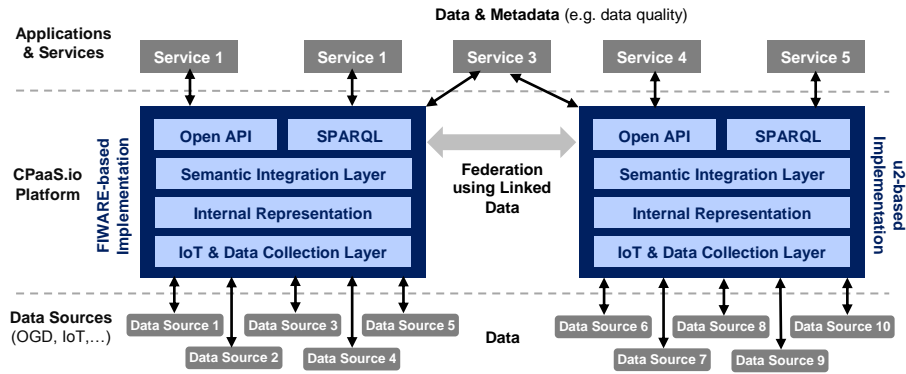 Data & Metadata (e.g. data quality)
Applications
& Services
Service 1
Service 1
Service 3
Service 4
Service 5
CPaaS.io
Platform
FIWARE-based
Implementation
Open API
SPARQL
Semantic Integration Layer
Internal Representation
IoT & Data Collection Layer
Federation
using Linked
Data
Open API
SPARQL
Semantic Integration Layer
Internal Representation
IoT & Data Collection Layer
u2-based
Implementation
Data Sources
(OGD, IoT,…)
Data Source 1
Data Source 2
Data Source 3
Data Source 4
Data Source 5
Data
Data Source 6
Data Source 7
Data Source 8
Data Source 9
Data Source 10